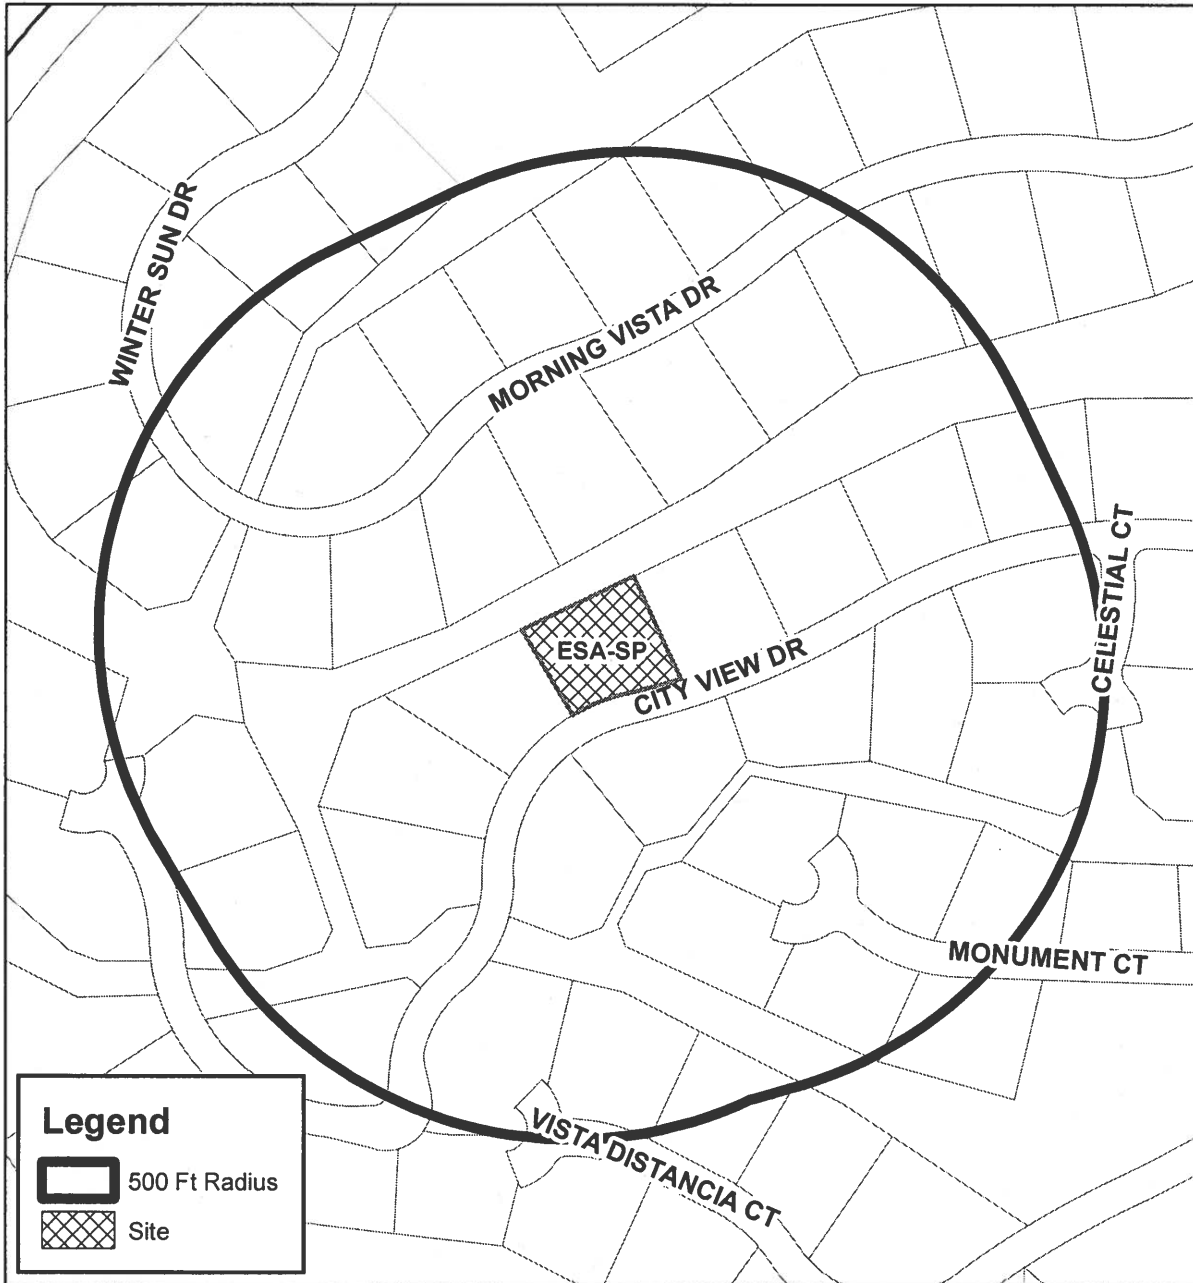 WINTER SUN DR
MORNING VISTA DR
CELESTIAL CT
ESA-SP
CITY VIEW DR
MONUMENT CT
VISTA DISTANCIA CT
Legend
500 Ft Radius
Site